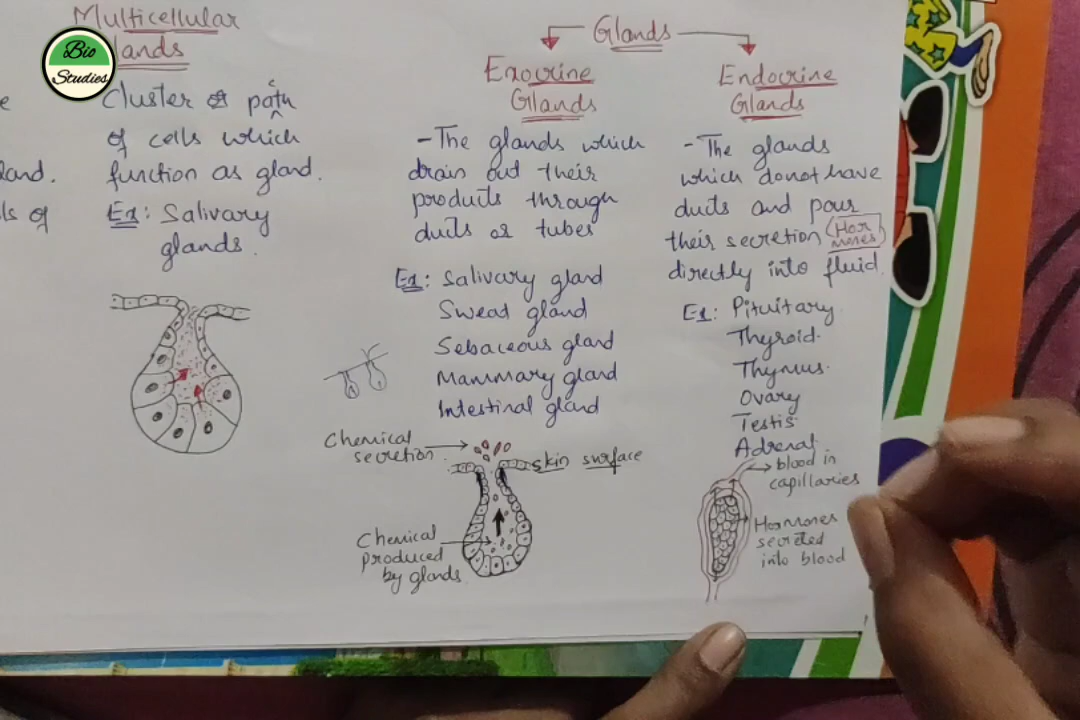 Multicellular
Glands
Bio
Studies
Cluster of patch
of cells which
function as gland.
Ex: Salivary
glands.
e
land.
ls of
Glands
Exocrine
Glands
- The glands which
drain out their
products through
ducts or tubes
Ex: Salivary gland
Sweat gland
Sebaceous gland
Mammary gland
Intestinal gland
Chemical
secretion
skin surface
Chemical
produced
by glands
Endocrine
Glands
- The glands
which donot have
ducts and pour
their secretion (Hor
mones)
directly into fluid.
Ex: Pituitary
Thyroid.
Thymus.
Ovary
Testis
Adrenal
blood in
capillaries
Hormones
secreted
into blood